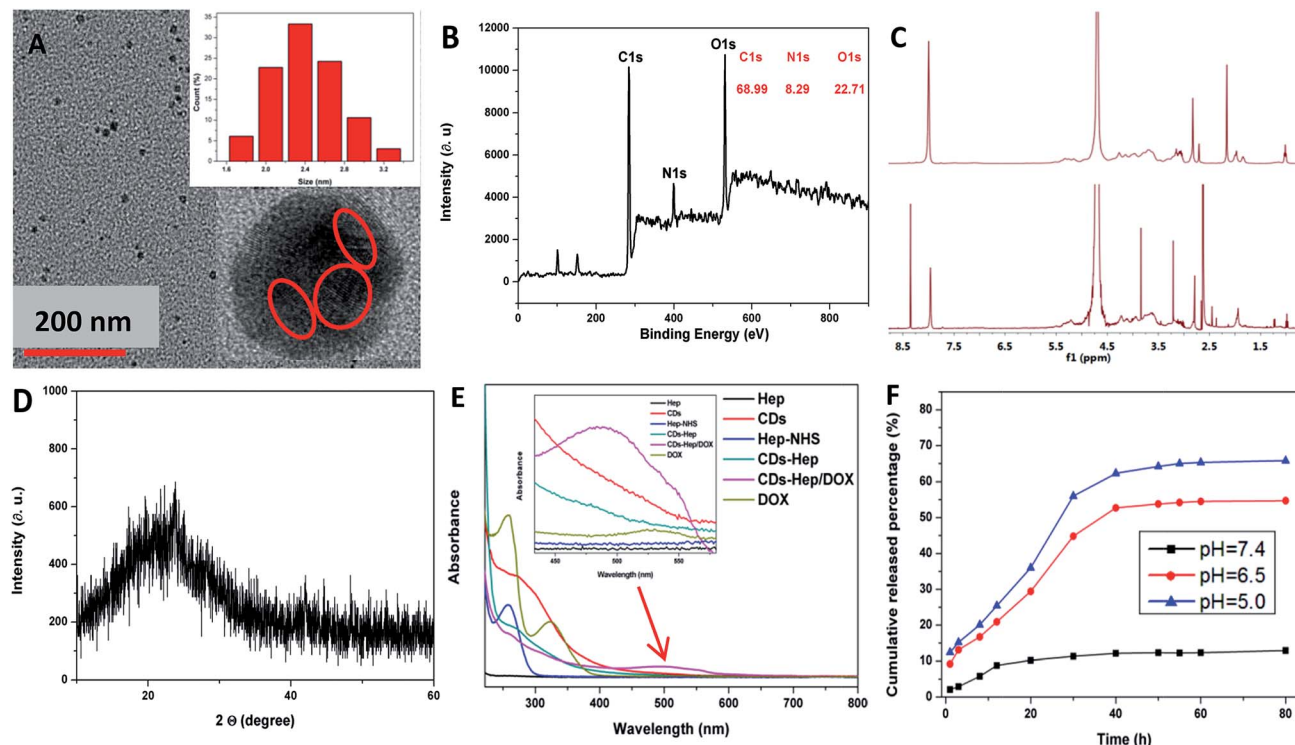 A
35
30
25
20
15
10
5
0
Count (%)
1.6 2.0 2.4 2.8 3.2
Size (nm)
200 nm
B
12000
10000
8000
6000
4000
2000
0
Intensity (∂. u)
C1s
N1s
O1s
C1s N1s O1s
68.99 8.29 22.71
0 200 400 600 800
Binding Energy (eV)
C
8.5 7.5 5.5 4.5 3.5 2.5 1.5
f1 (ppm)
D
1000
800
600
400
200
0
Intensity (∂. u.)
20 40 60
2 Θ (degree)
E
Absorbance
Hep
CDs
Hep-NHS
CDs-Hep
CDs-Hep/DOX
DOX
Absorbance
450 500 550
Wavelength (nm)
Hep
CDs
Hep-NHS
CDs-Hep
CDs-Hep/DOX
DOX
300 400 500 600 700 800
Wavelength (nm)
F
80
70
60
50
40
30
20
10
0
Cumulative released percentage (%)
pH=7.4
pH=6.5
pH=5.0
0 10 20 30 40 50 60 70 80
Time (h)